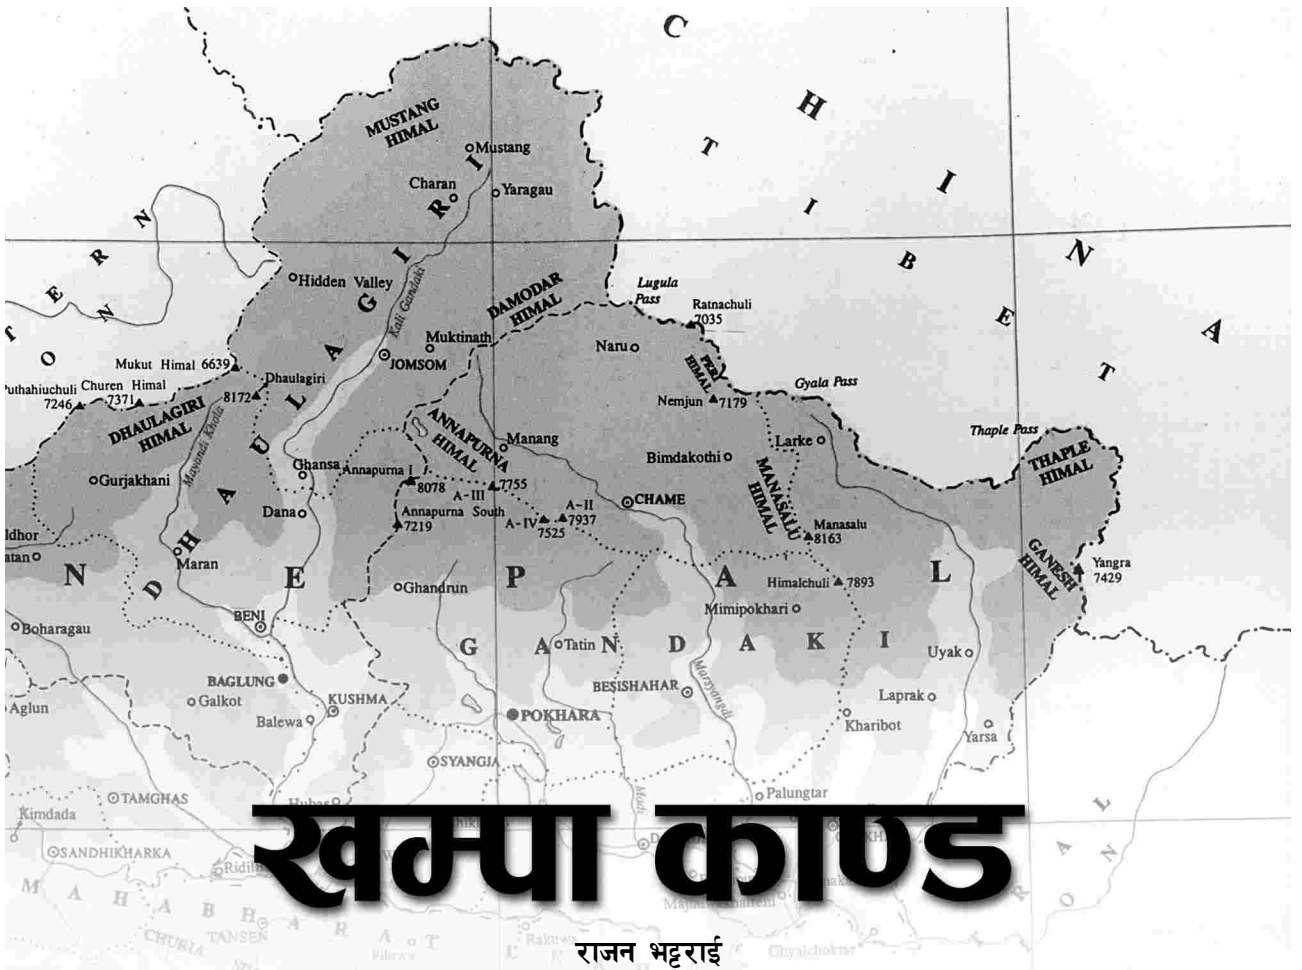 C
H
I
N
A
T
I
B
E
T
MUSTANG
HIMAL
Mustang
Charan
Yaragau
I
R
I
G
A
L
U
A
H
D
T E R N
O N
Hidden Valley
Kali Gandaki
DAMODAR
HIMAL
Lugula
Pass
Ratnachuli
7035
Muktinath
Naru
JOMSOM
Mukut Himal 6639
PERI
HIMAL
Gyala Pass
Churen Himal
7371
Puthahiuchuli
7246
Dhaulagiri
8172
Nemjun
7179
DHAULAGIRI
HIMAL
Mayundi Khola
ANNAPURNA
HIMAL
Manang
Larke
Thaple Pass
Bimdakothi
THAPLE
HIMAL
MANASALU
HIMAL
Ghansa
Annapurna I
8078
Gurjakhani
A-III
7755
CHAME
Dana
Annapurna South
7219
A-II
7937
A-IV
7525
Manasalu
8163
Maran
GANESH
HIMAL
Yangra
7429
N E P A L
Ghandrun
Himalchuli 7893
Mimipokhari
BENI
Boharagau
G A N D A K I
Tatin
Uyak
BAGLUNG
BESISHAHAR
Marsyangdi
Galkot
KUSHMA
Laprak
Aglun
Balewa
POKHARA
Kharibot
Yarsa
SYANGJA
TAMGHAS
Palungtar
Madi
Kimdada
SANDHIKHARKA
M A H A B H A R A T
CHURIA
TANSEN
Rakuwa
Ghyalchoktar
खम्पा काण्ड
राजन भट्टराई